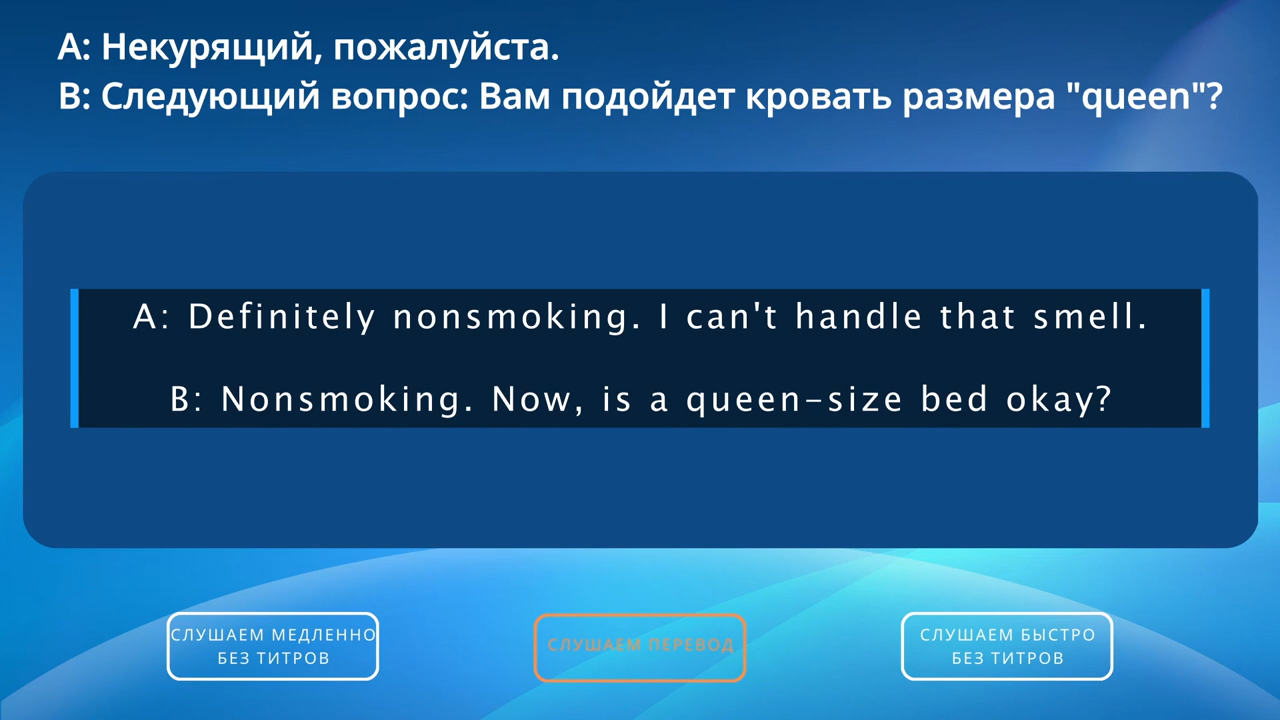 А: Некурящий, пожалуйста.
В: Следующий вопрос: Вам подойдет кровать размера "queen"?
A: Definitely nonsmoking. I can't handle that smell.
B: Nonsmoking. Now, is a queen-size bed okay?
СЛУШАЕМ МЕДЛЕННО
БЕЗ ТИТРОВ
СЛУШАЕМ ПЕРЕВОД
СЛУШАЕМ БЫСТРО
БЕЗ ТИТРОВ